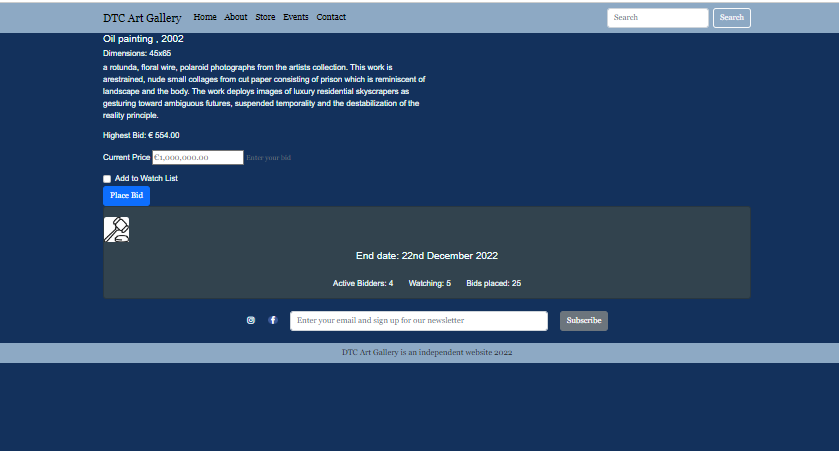 DTC Art Gallery Home About Store Events Contact Search Search
Oil painting , 2002
Dimensions: 45x65
a rotunda, floral wire, polaroid photographs from the artists collection. This work is
arestrained, nude small collages from cut paper consisting of prison which is reminiscent of
landscape and the body. The work deploys images of luxury residential skyscrapers as
gesturing toward ambiguous futures, suspended temporality and the destabilization of the
reality principle.
Highest Bid: € 554.00
Current Price €1,000,000.00 Enter your bid
Add to Watch List
Place Bid
End date: 22nd December 2022
Active Bidders: 4 Watching: 5 Bids placed: 25
Enter your email and sign up for our newsletter Subscribe
DTC Art Gallery is an independent website 2022